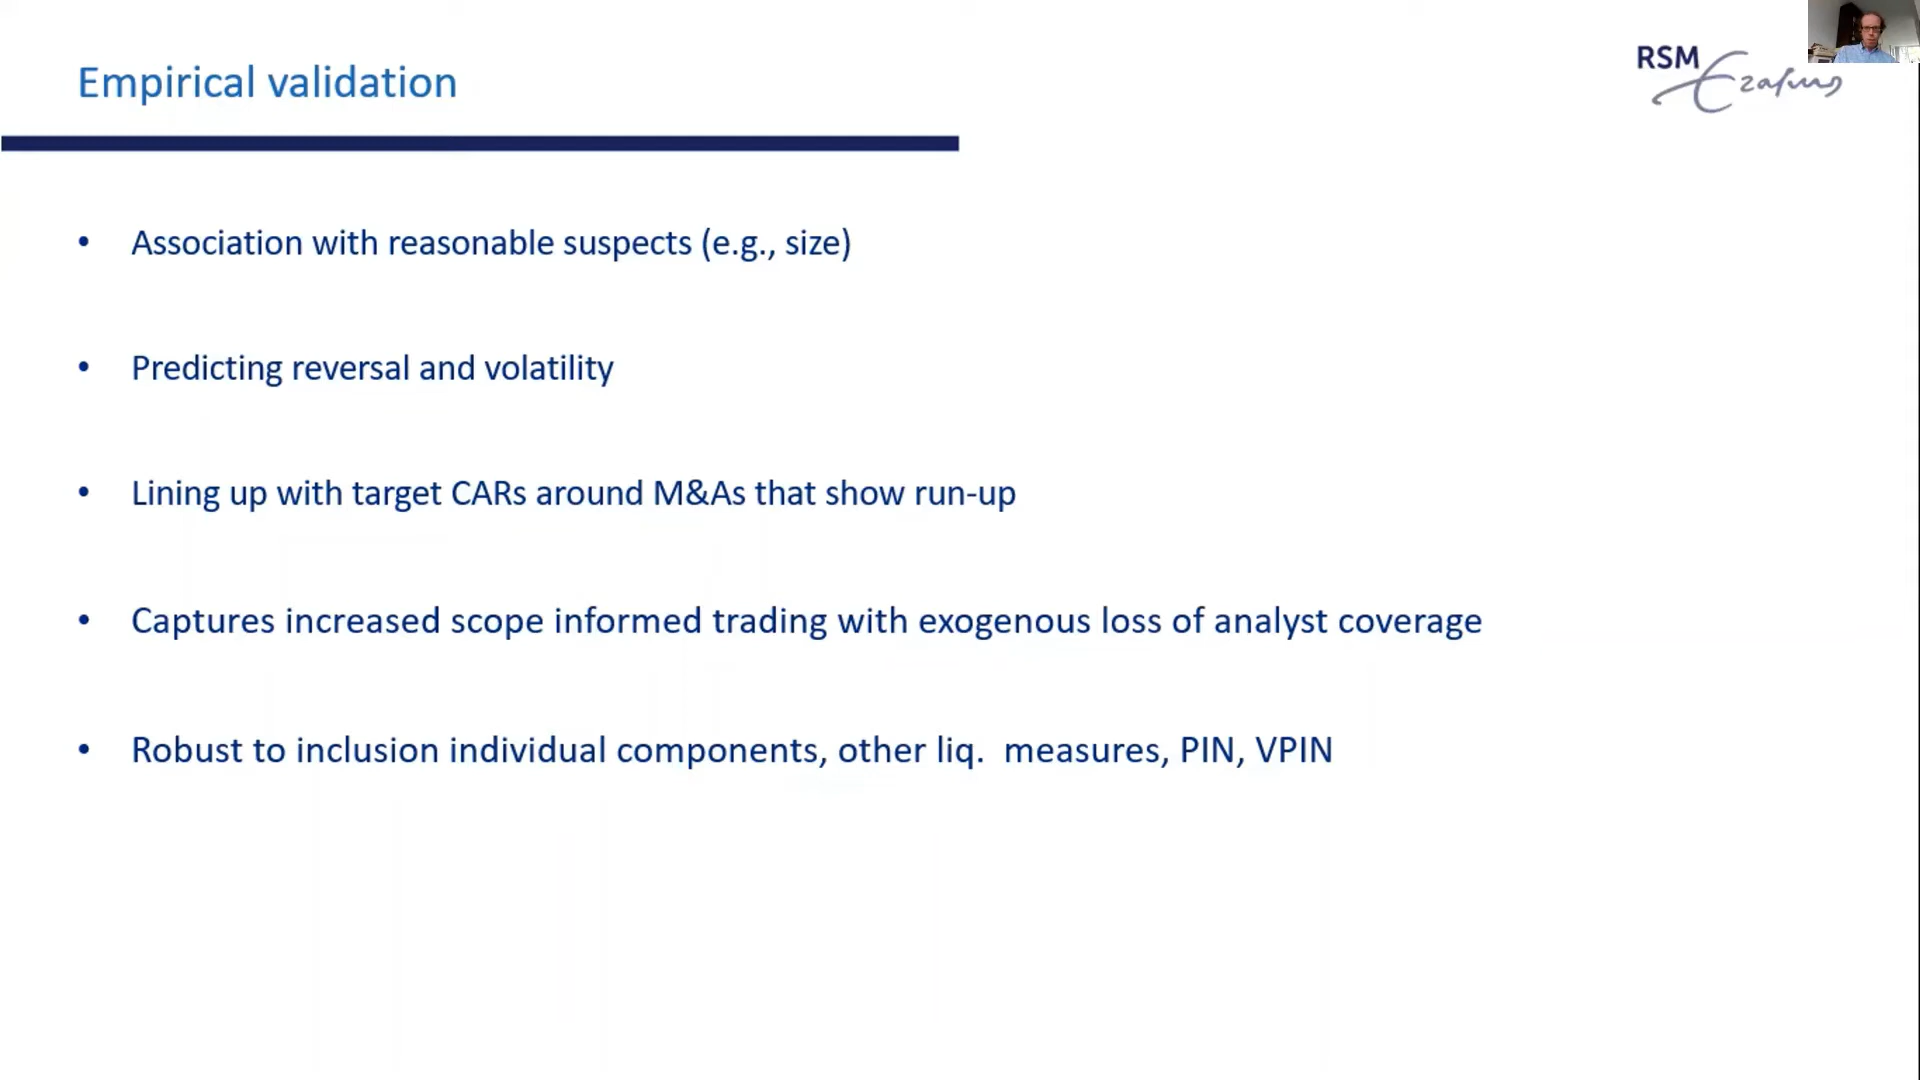 Empirical validation
RSM
Erasmus
• Association with reasonable suspects (e.g., size)
• Predicting reversal and volatility
• Lining up with target CARs around M&As that show run-up
• Captures increased scope informed trading with exogenous loss of analyst coverage
• Robust to inclusion individual components, other liq.  measures, PIN, VPIN